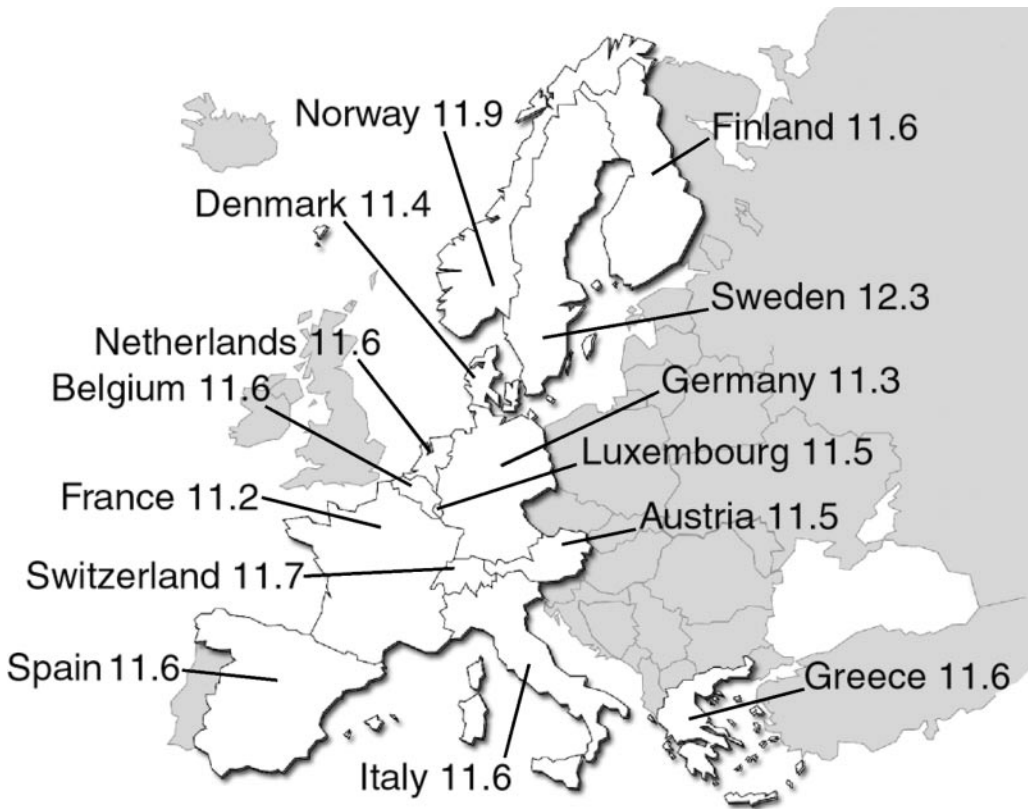 Norway 11.9
Finland 11.6
Denmark 11.4
Sweden 12.3
Netherlands 11.6
Belgium 11.6
Germany 11.3
Luxembourg 11.5
France 11.2
Austria 11.5
Switzerland 11.7
Spain 11.6
Greece 11.6
Italy 11.6